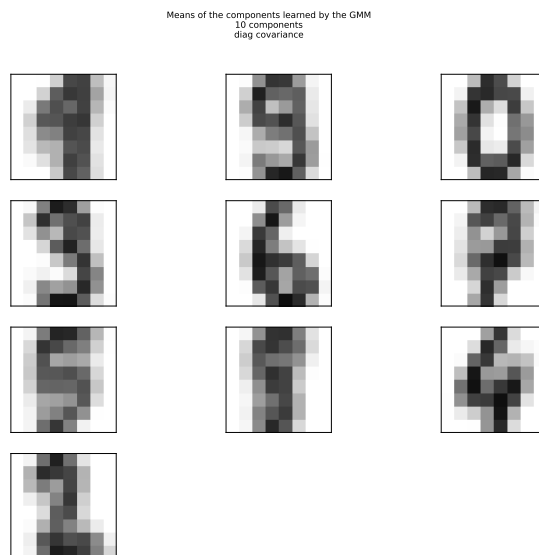 Means of the components learned by the GMM
10 components
diag covariance